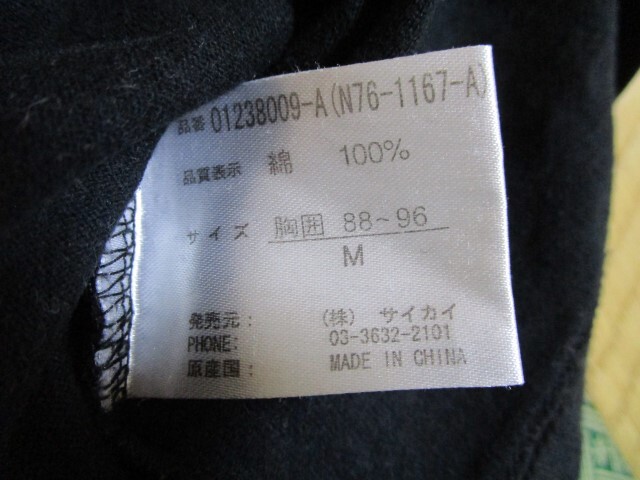 品番 01238009-A(N76-1167-A)
品質表示 綿 100%
サイズ 胸囲 88~96
M
発売元: (株) サイカイ
PHONE: 03-3632-2101
原産国: MADE IN CHINA